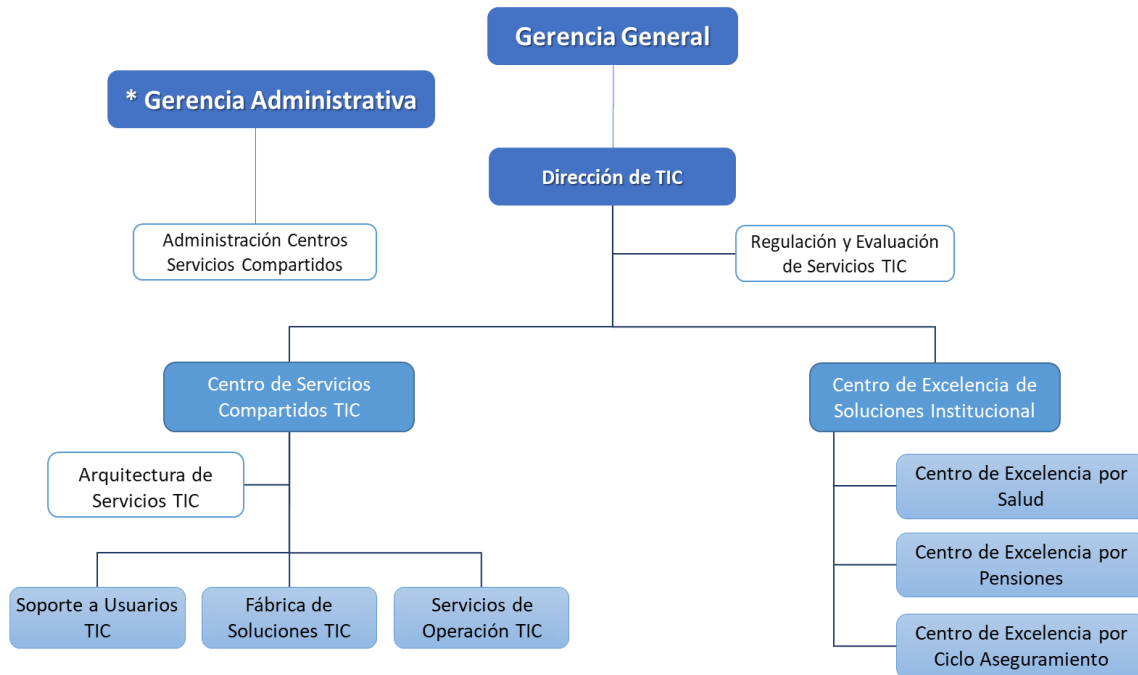 Gerencia General
* Gerencia Administrativa
Dirección de TIC
Administración Centros
Servicios Compartidos
Regulación y Evaluación
de Servicios TIC
Centro de Servicios
Compartidos TIC
Centro de Excelencia de
Soluciones Institucional
Arquitectura de
Servicios TIC
Centro de Excelencia por
Salud
Centro de Excelencia por
Pensiones
Soporte a Usuarios
TIC
Fábrica de
Soluciones TIC
Servicios de
Operación TIC
Centro de Excelencia por
Ciclo Aseguramiento